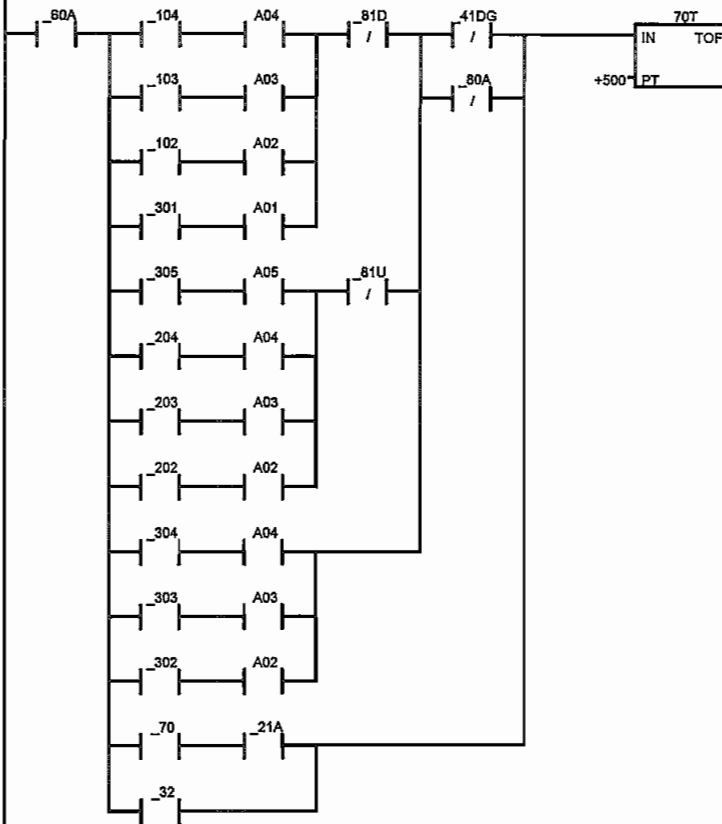 _60A _104 A04 _81D _41DG 70T
/ / IN TOF
_103 A03 _80A +500* PT
/
_102 A02
_301 A01
_305 A05 _81U
/
_204 A04
_203 A03
_202 A02
_304 A04
_303 A03
_302 A02
_70 _21A
_32